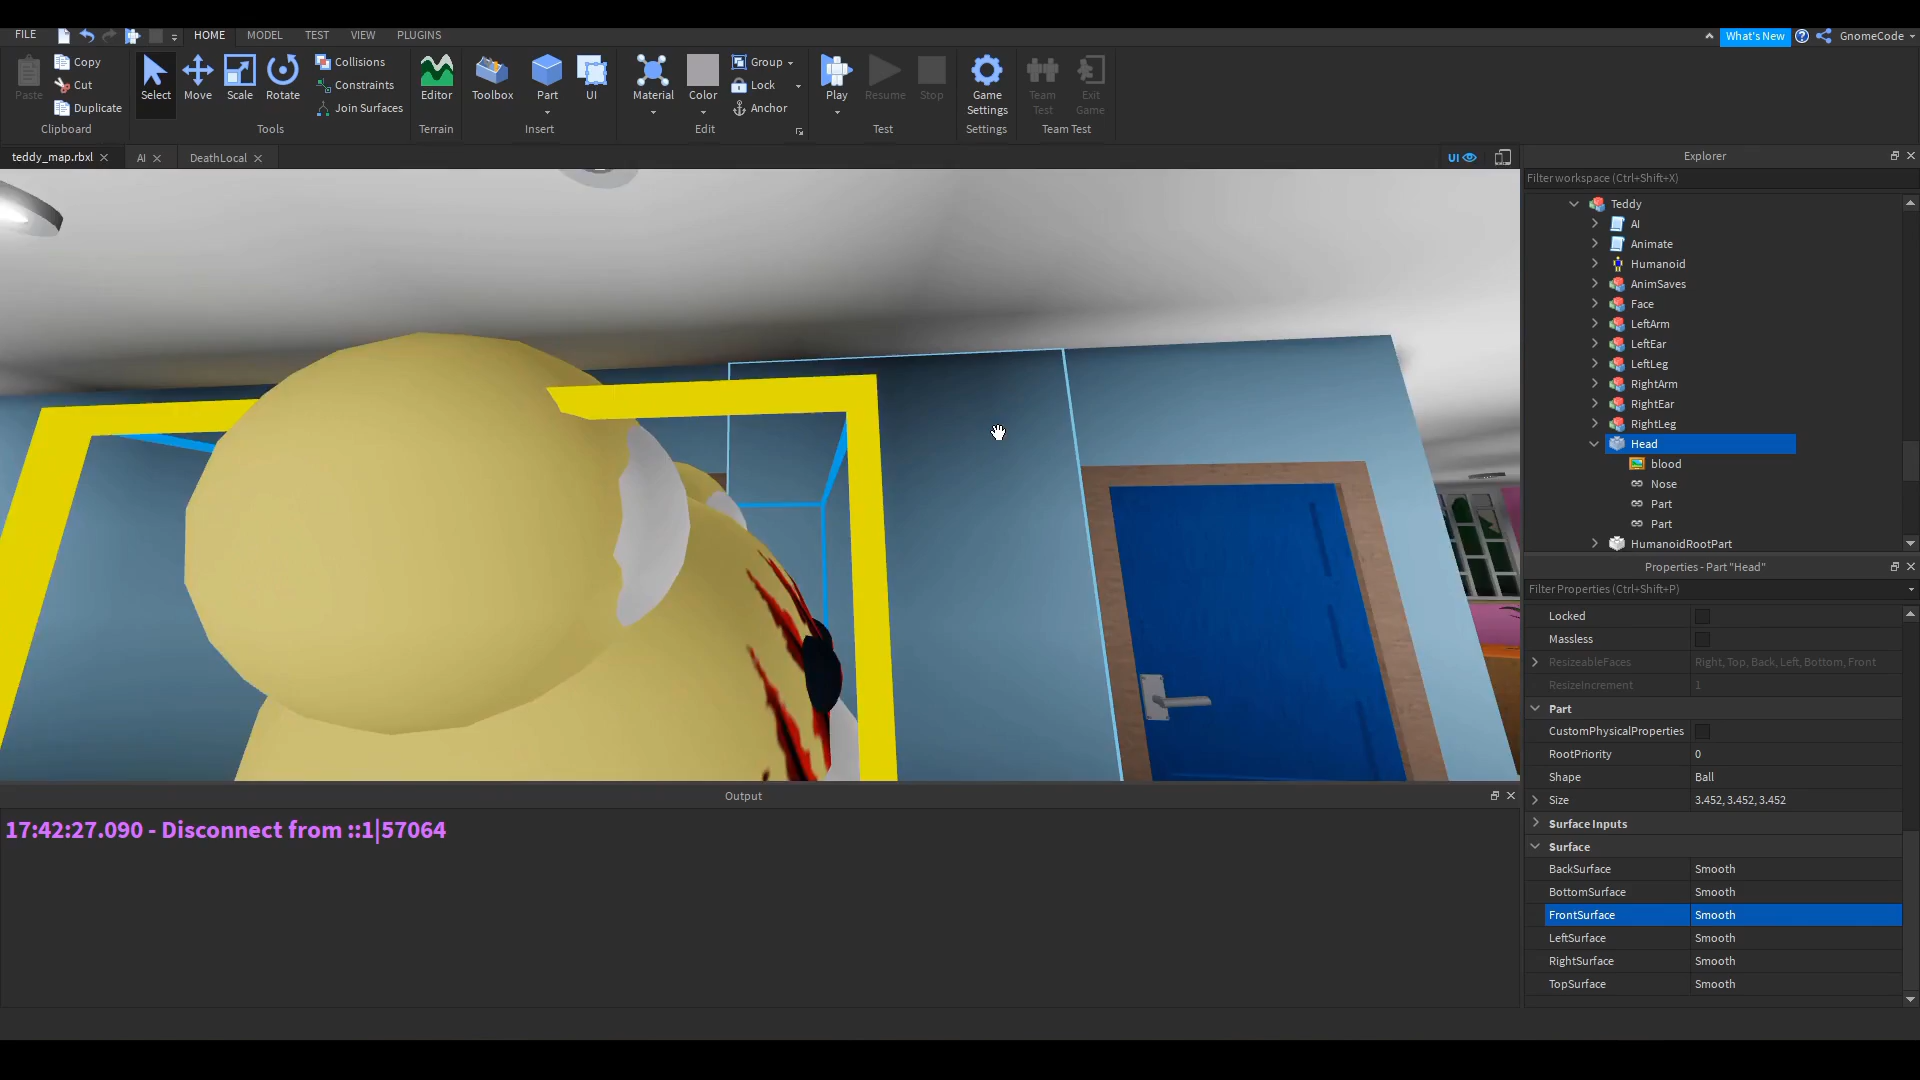 FILE HOME MODEL TEST VIEW PLUGINS What's New GnomeCode
Paste Copy Cut Duplicate Clipboard
Select Move Scale Rotate Collisions Constraints Join Surfaces Tools
Editor Terrain
Toolbox Part UI Insert
Material Color Group Lock Anchor Edit
Play Resume Stop Test
Game Settings Settings
Team Test Exit Game Team Test
teddy_map.rbxl AI DeathLocal UI
Explorer
Filter workspace (Ctrl+Shift+X)
Teddy
AI
Animate
Humanoid
AnimSaves
Face
LeftArm
LeftEar
LeftLeg
RightArm
RightEar
RightLeg
Head
blood
Nose
Part
Part
HumanoidRootPart
Properties - Part "Head"
Filter Properties (Ctrl+Shift+P)
Locked
Massless
ResizeableFaces Right, Top, Back, Left, Bottom, Front
ResizeIncrement 1
Part
CustomPhysicalProperties
RootPriority 0
Shape Ball
Size 3.452, 3.452, 3.452
Surface Inputs
Surface
BackSurface Smooth
BottomSurface Smooth
FrontSurface Smooth
LeftSurface Smooth
RightSurface Smooth
TopSurface Smooth
Output
17:42:27.090 - Disconnect from ::1|57064